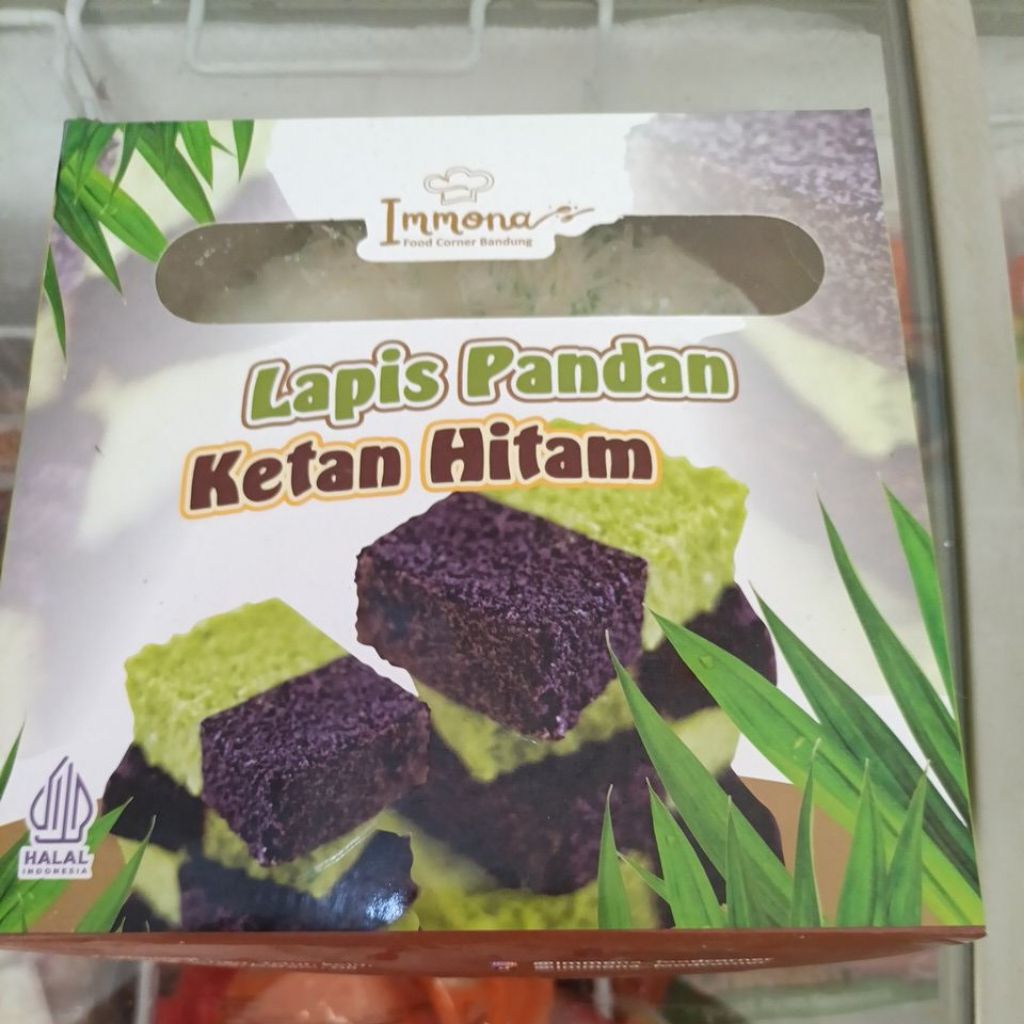 Immona
Food Corner Bandung
Lapis Pandan
Ketan Hitam
HALAL
INDONESIA